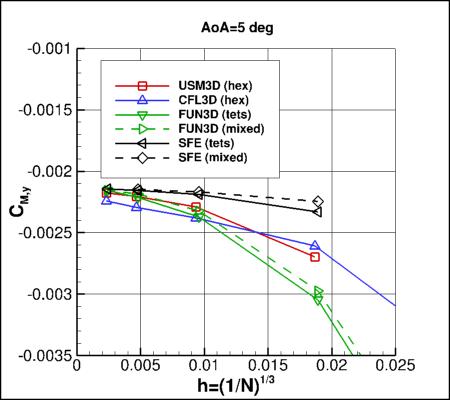 AoA=5 deg
-0.001
-0.0015
-0.002
-0.0025
-0.003
-0.0035
C_M,y
USM3D (hex)
CFL3D (hex)
FUN3D (tets)
FUN3D (mixed)
SFE (tets)
SFE (mixed)
0 0.005 0.01 0.015 0.02 0.025
h=(1/N)^1/3